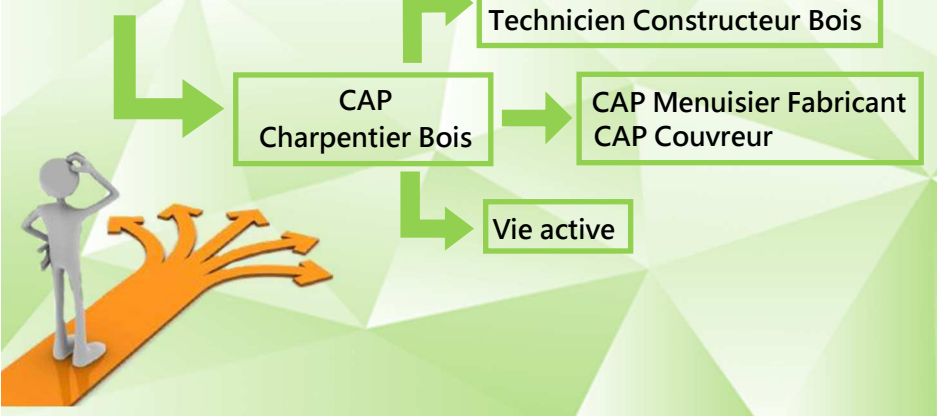 Technicien Constructeur Bois
CAP
Charpentier Bois
CAP Menuisier Fabricant
CAP Couvreur
Vie active